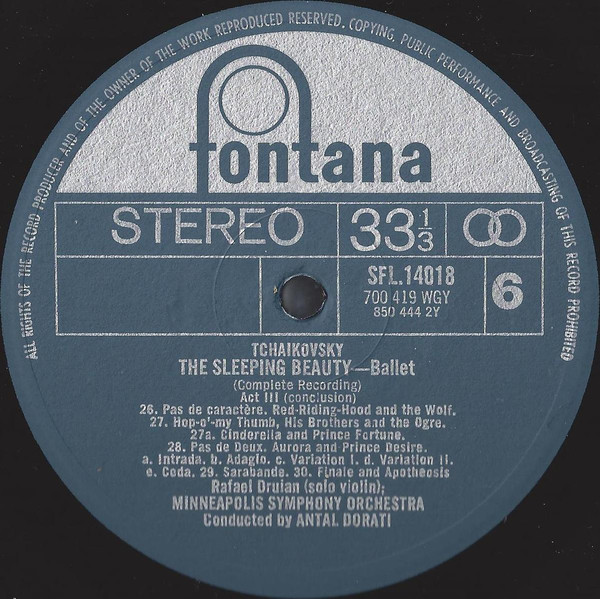 ALL RIGHTS OF THE RECORD PRODUCER AND OF THE OWNER OF THE WORK REPRODUCED RESERVED. COPYING, PUBLIC PERFORMANCE AND BROADCASTING OF THIS RECORD PROHIBITED
fontana
STEREO 33⅓
SFL.14018
700 419 WGY
850 444 2Y
6
TCHAIKOVSKY
THE SLEEPING BEAUTY—Ballet
(Complete Recording)
Act III (conclusion)
26. Pas de caractère. Red-Riding-Hood and the Wolf.
27. Hop-o'-my Thumb, His Brothers and the Ogre.
27a. Cinderella and Prince Fortune.
28. Pas de Deux. Aurora and Prince Desire.
a. Intrada. b. Adagio. c. Variation I. d. Variation II.
e. Coda. 29. Sarabande. 30. Finale and Apotheosis
Rafael Druian (solo violin);
MINNEAPOLIS SYMPHONY ORCHESTRA
Conducted by ANTAL DORATI